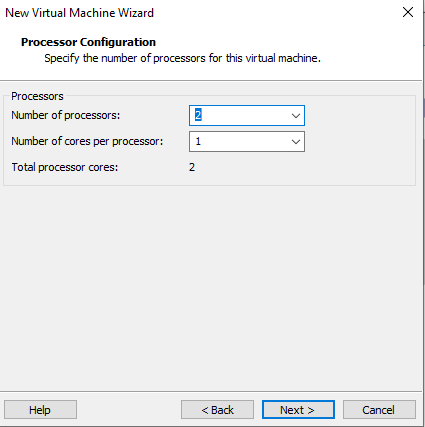 New Virtual Machine Wizard
Processor Configuration
Specify the number of processors for this virtual machine.
Processors
Number of processors: 2
Number of cores per processor: 1
Total processor cores: 2
Help < Back Next > Cancel